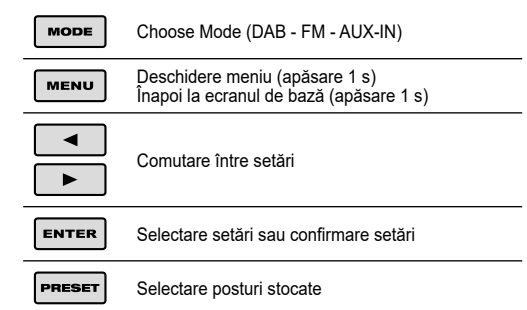 MODE Choose Mode (DAB - FM - AUX-IN)
MENU Deschidere meniu (apăsare 1 s)
Înapoi la ecranul de bază (apăsare 1 s)
◄
► Comutare între setări
ENTER Selectare setări sau confirmare setări
PRESET Selectare posturi stocate